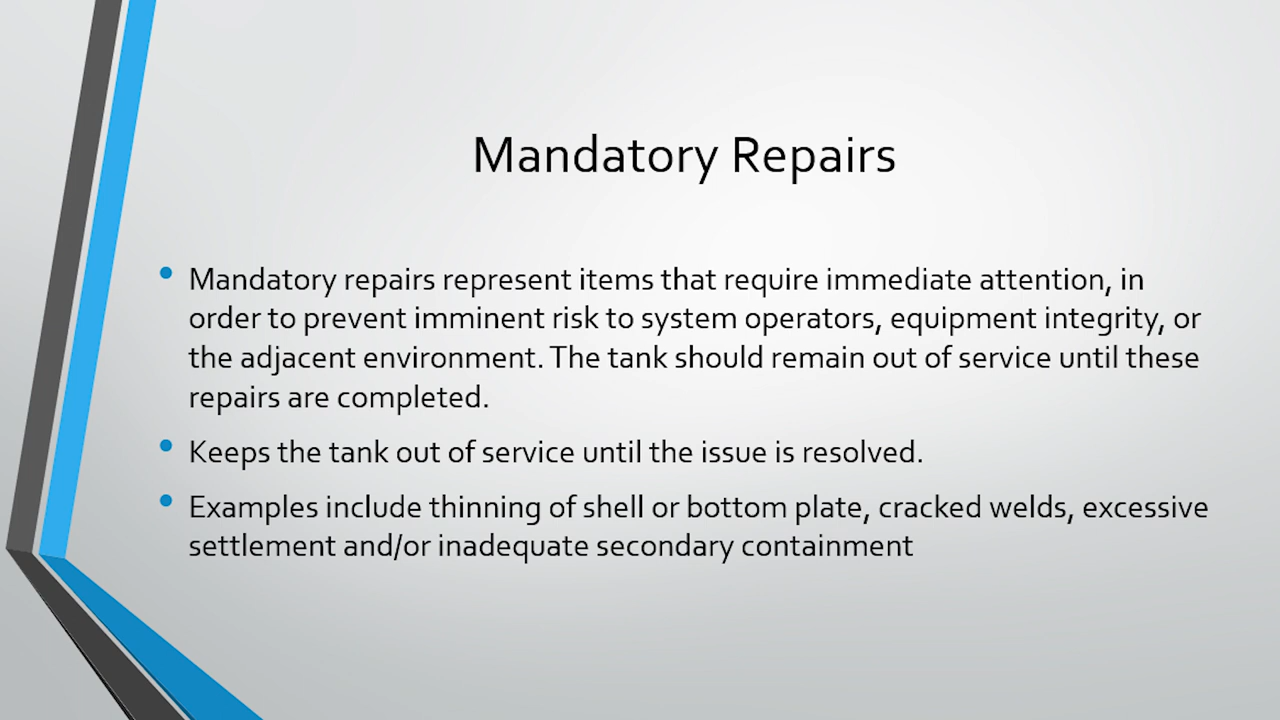 Mandatory Repairs
• Mandatory repairs represent items that require immediate attention, in
order to prevent imminent risk to system operators, equipment integrity, or
the adjacent environment. The tank should remain out of service until these
repairs are completed.
• Keeps the tank out of service until the issue is resolved.
• Examples include thinning of shell or bottom plate, cracked welds, excessive
settlement and/or inadequate secondary containment